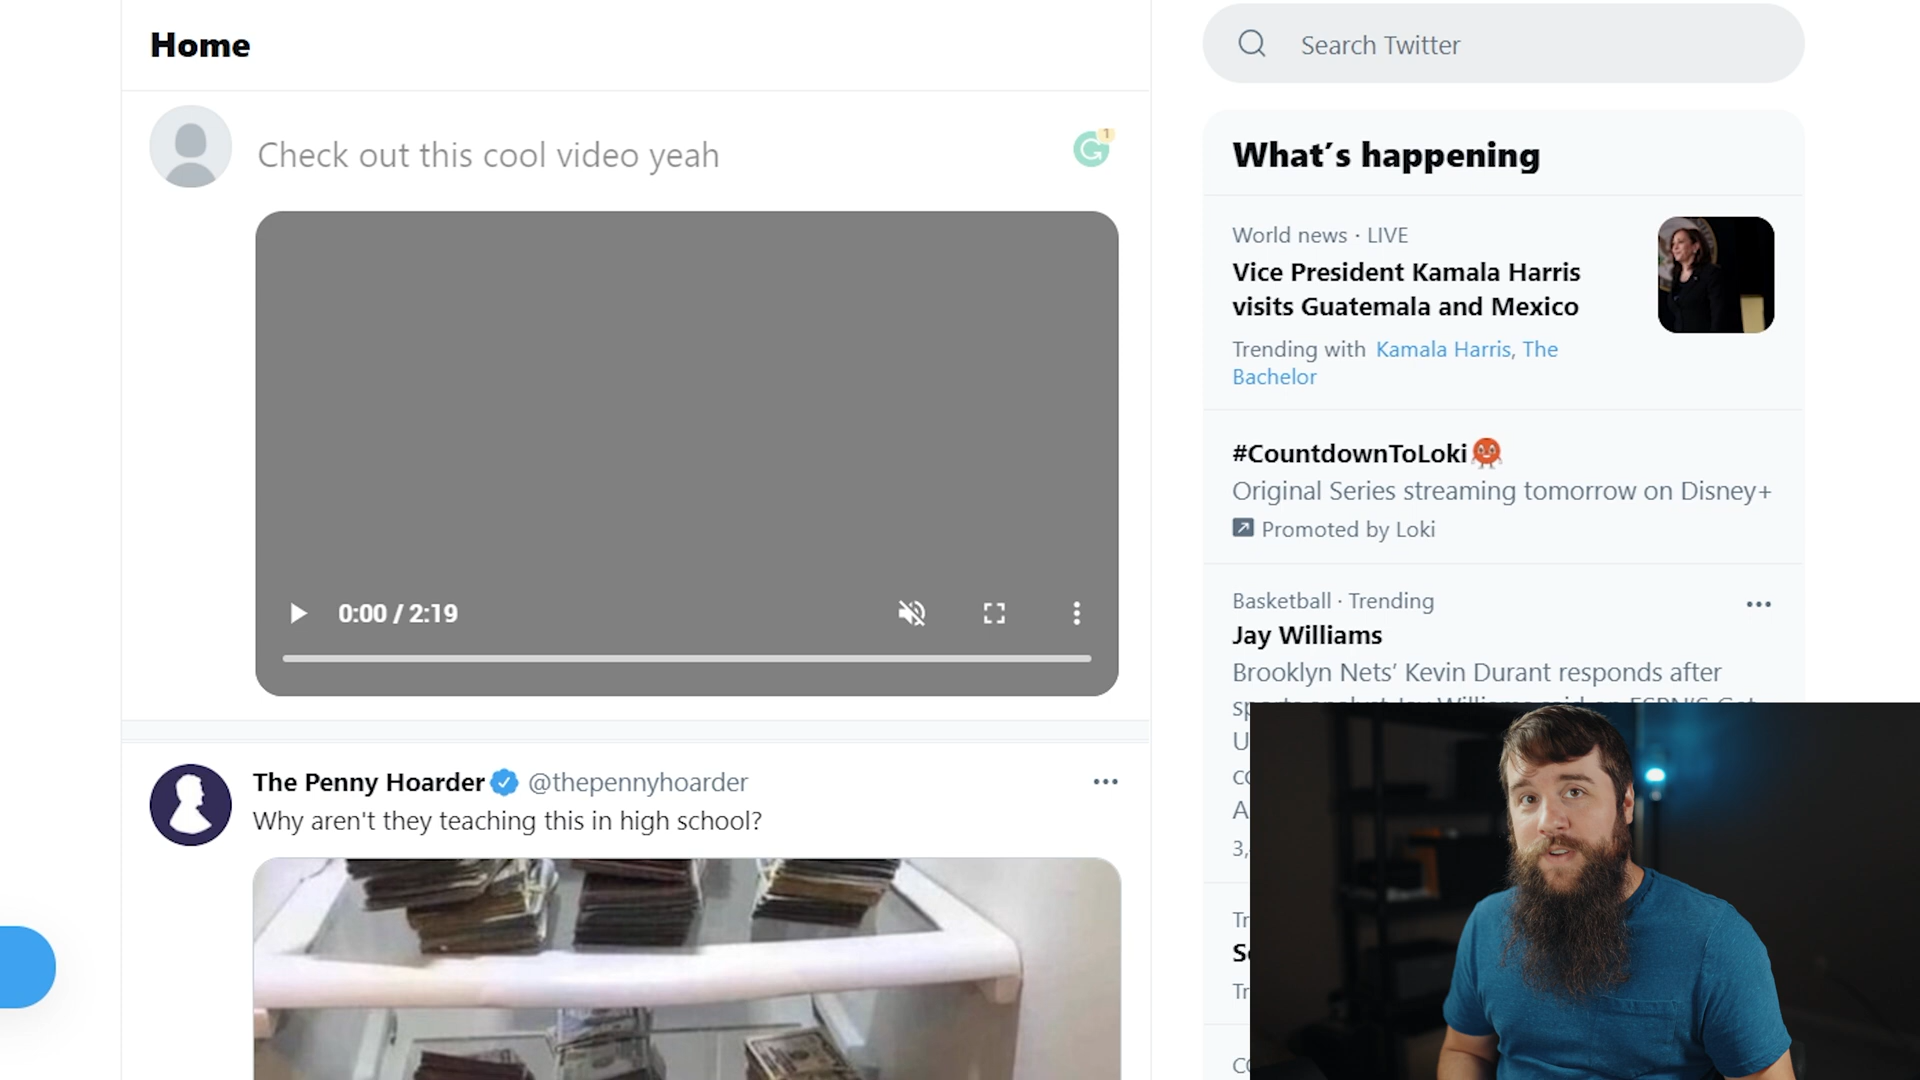 Home
Check out this cool video yeah
1
0:00 / 2:19
The Penny Hoarder @thepennyhoarder
Why aren't they teaching this in high school?
Search Twitter
What's happening
World news · LIVE
Vice President Kamala Harris
visits Guatemala and Mexico
Trending with Kamala Harris, The
Bachelor
#CountdownToLoki
Original Series streaming tomorrow on Disney+
Promoted by Loki
Basketball · Trending
Jay Williams
Brooklyn Nets' Kevin Durant responds after